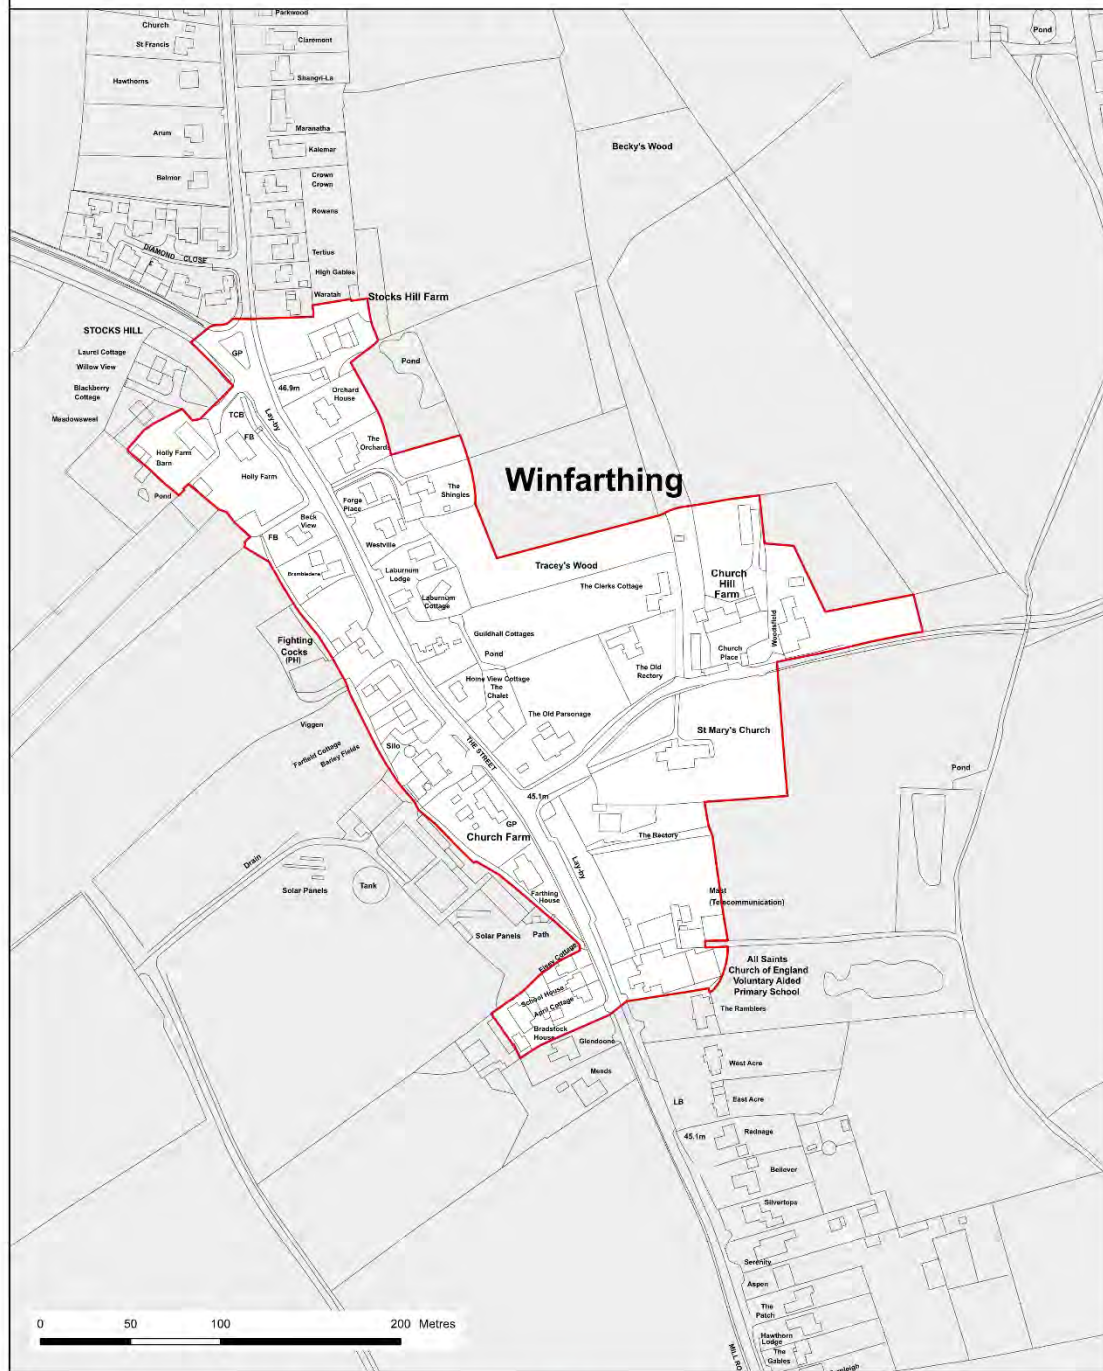 Parkwood
Church
St Francis
Claremont
Pond
Hawthorns
Shangri-La
Arum
Maranatha
Kalemar
Becky's Wood
Belmor
Crown
Crown
Rowens
DIAMOND CLOSE
Tertius
High Gables
Waratah
Stocks Hill Farm
STOCKS HILL
Laurel Cottage
Willow View
GP
Pond
Blackberry
Cottage
46.9m
Orchard
House
Meadowsweet
TCB
Lay-by
FB
The
Orchards
Holly Farm
Barn
Holly Farm
Winfarthing
The
Shingles
Pond
Forge
Place
Beck
View
FB
Westville
Brambledene
Tracey's Wood
Church
Hill
Farm
Laburnum
Lodge
The Clerks Cottage
Laburnum
Cottage
Woodsfield
Guildhall Cottages
Fighting
Cocks
(PH)
Pond
Church
Place
The Old
Rectory
Home View Cottage
The
Chalet
The Old Parsonage
Viggen
St Mary's Church
Farfield Cottage
Barley Fields
Silo
THE STREET
Pond
45.1m
GP
Church Farm
The Rectory
Lay-by
Drain
Solar Panels
Tank
Farthing
House
Mast
(Telecommunication)
Solar Panels
Path
Elsey Cottage
All Saints
Church of England
Voluntary Aided
Primary School
School House
April Cottage
The Ramblers
Bradstock
House
Glendoone
Meads
West Acre
LB
East Acre
45.1m
Rednage
Bellover
Silvertops
Serenity
Aspen
The
Patch
Hawthorn
Lodge
The
Gables
MILL RO
0 50 100 200 Metres